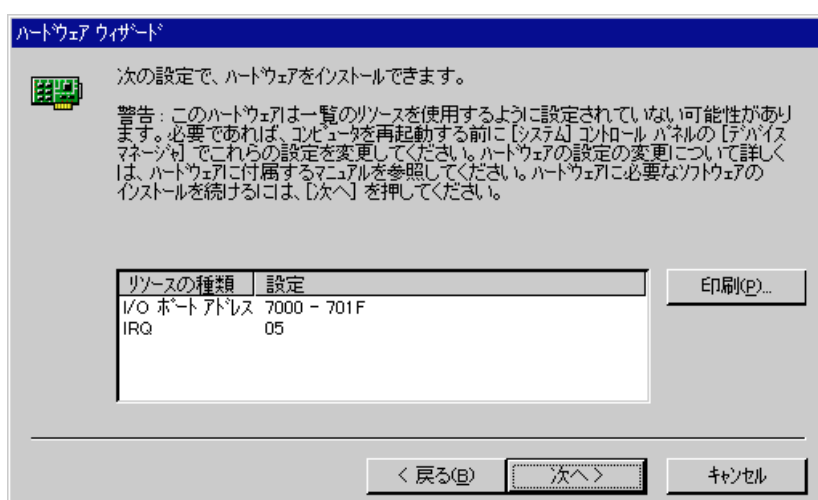 ﾊｰﾄﾞｳｪｱ ｳｨｻﾞｰﾄﾞ
次の設定で、ﾊｰﾄﾞｳｪｱをｲﾝｽﾄｰﾙできます。
警告 : このﾊｰﾄﾞｳｪｱは一覧のﾘｿｰｽを使用するように設定されていない可能性があり
ます。必要であれば、ｺﾝﾋﾟｭｰﾀを再起動する前に [ｼｽﾃﾑ] ｺﾝﾄﾛｰﾙ ﾊﾟﾈﾙの [ﾃﾞﾊﾞｲｽ
ﾏﾈｰｼﾞｬ] でこれらの設定を変更してください。ﾊｰﾄﾞｳｪｱの設定の変更について詳しく
は、ﾊｰﾄﾞｳｪｱに付属するﾏﾆｭｱﾙを参照してください。ﾊｰﾄﾞｳｪｱに必要なｿﾌﾄｳｪｱの
ｲﾝｽﾄｰﾙを続けるには、[次へ] を押してください。
ﾘｿｰｽの種類 設定
I/O ﾎﾟｰﾄ ｱﾄﾞﾚｽ 7000 - 701F
IRQ 05
印刷(P)...
< 戻る(B) 次へ > ｷｬﾝｾﾙ